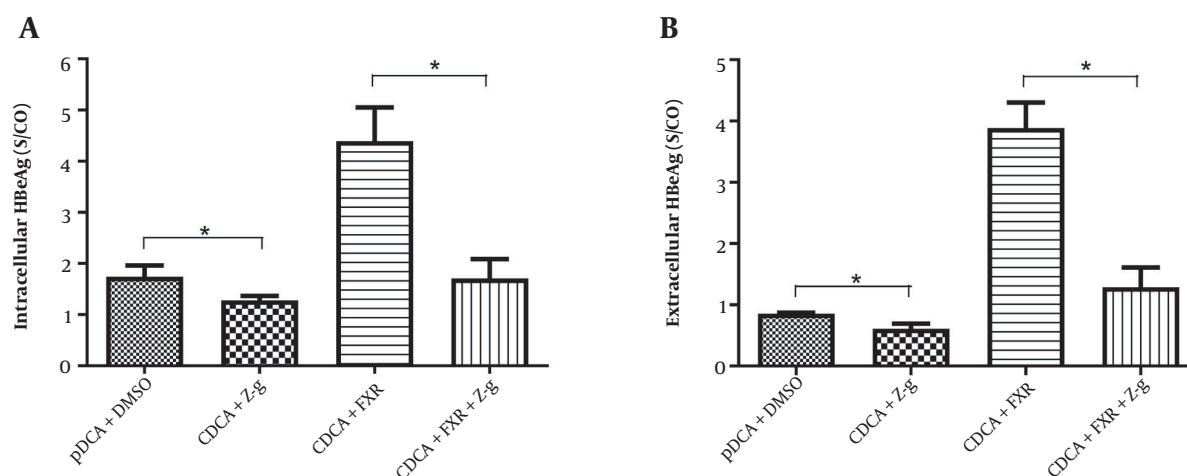 A
Intracellular HBeAg (S/CO)
6
5
4
3
2
1
0
*
*
pDCA + DMSO
CDCA + Z-g
CDCA + FXR
CDCA + FXR + Z-g
B
Extracellular HBeAg (S/CO)
5
4
3
2
1
0
*
*
pDCA + DMSO
CDCA + Z-g
CDCA + FXR
CDCA + FXR + Z-g